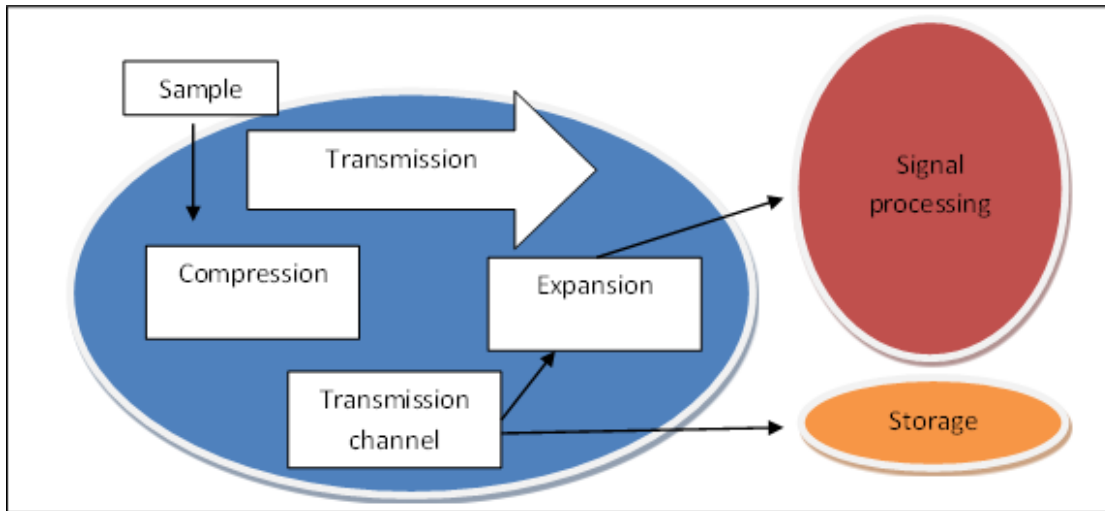 Sample
Transmission
Signal
processing
Compression
Expansion
Transmission
channel
Storage